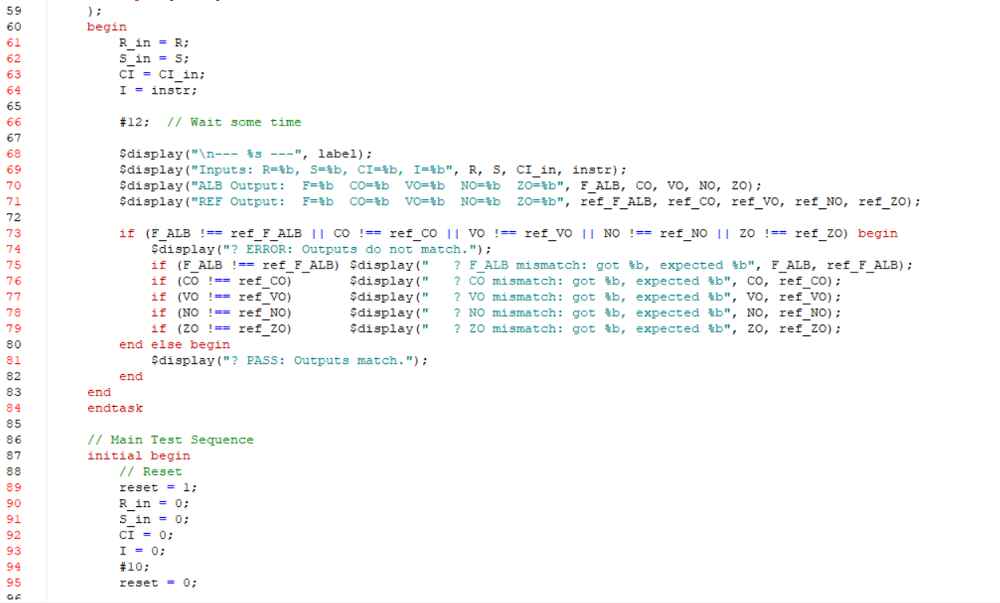 59 );
60 begin
61 R_in = R;
62 S_in = S;
63 CI = CI_in;
64 I = instr;
65
66 #12; // Wait some time
67
68 $display("\n--- %s ---", label);
69 $display("Inputs: R=%b, S=%b, CI=%b, I=%b", R, S, CI_in, instr);
70 $display("ALB Output:  F=%b  CO=%b  VO=%b  NO=%b  ZO=%b", F_ALB, CO, VO, NO, ZO);
71 $display("REF Output:  F=%b  CO=%b  VO=%b  NO=%b  ZO=%b", ref_F_ALB, ref_CO, ref_VO, ref_NO, ref_ZO);
72
73 if (F_ALB !== ref_F_ALB || CO !== ref_CO || VO !== ref_VO || NO !== ref_NO || ZO !== ref_ZO) begin
74 $display("? ERROR: Outputs do not match.");
75 if (F_ALB !== ref_F_ALB) $display("   ? F_ALB mismatch: got %b, expected %b", F_ALB, ref_F_ALB);
76 if (CO !== ref_CO)       $display("   ? CO mismatch: got %b, expected %b", CO, ref_CO);
77 if (VO !== ref_VO)       $display("   ? VO mismatch: got %b, expected %b", VO, ref_VO);
78 if (NO !== ref_NO)       $display("   ? NO mismatch: got %b, expected %b", NO, ref_NO);
79 if (ZO !== ref_ZO)       $display("   ? ZO mismatch: got %b, expected %b", ZO, ref_ZO);
80 end else begin
81 $display("? PASS: Outputs match.");
82 end
83 end
84 endtask
85
86 // Main Test Sequence
87 initial begin
88 // Reset
89 reset = 1;
90 R_in = 0;
91 S_in = 0;
92 CI = 0;
93 I = 0;
94 #10;
95 reset = 0;
96